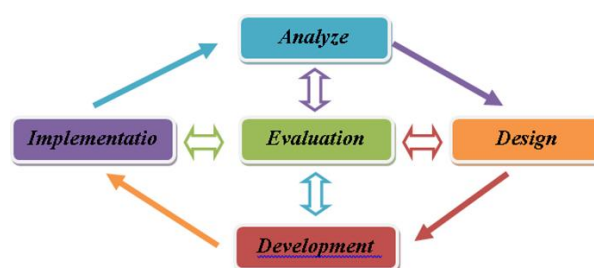 Analyze
Implementatio
Evaluation
Design
Development